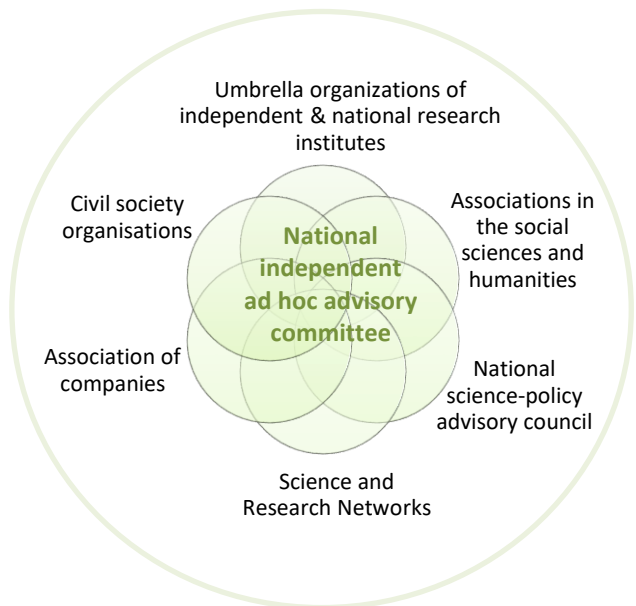 Umbrella organizations of
independent & national research
institutes
Civil society
organisations
Associations in
the social
sciences and
humanities
National
independent
ad hoc advisory
committee
Association of
companies
National
science-policy
advisory council
Science and
Research Networks